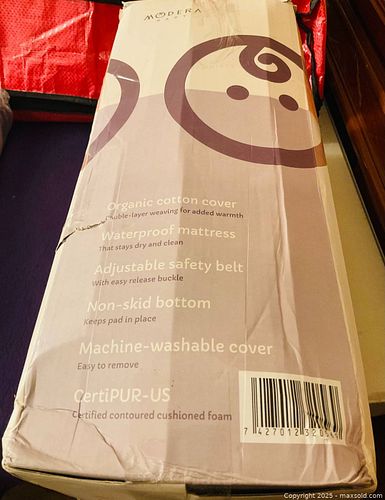 MODERA
BABY
Organic cotton cover
Double-layer weaving for added warmth
Waterproof mattress
That stays dry and clean
Adjustable safety belt
With easy release buckle
Non-skid bottom
Keeps pad in place
Machine-washable cover
Easy to remove
CertiPUR-US
Certified contoured cushioned foam
Copyright 2025 - maxsold.com